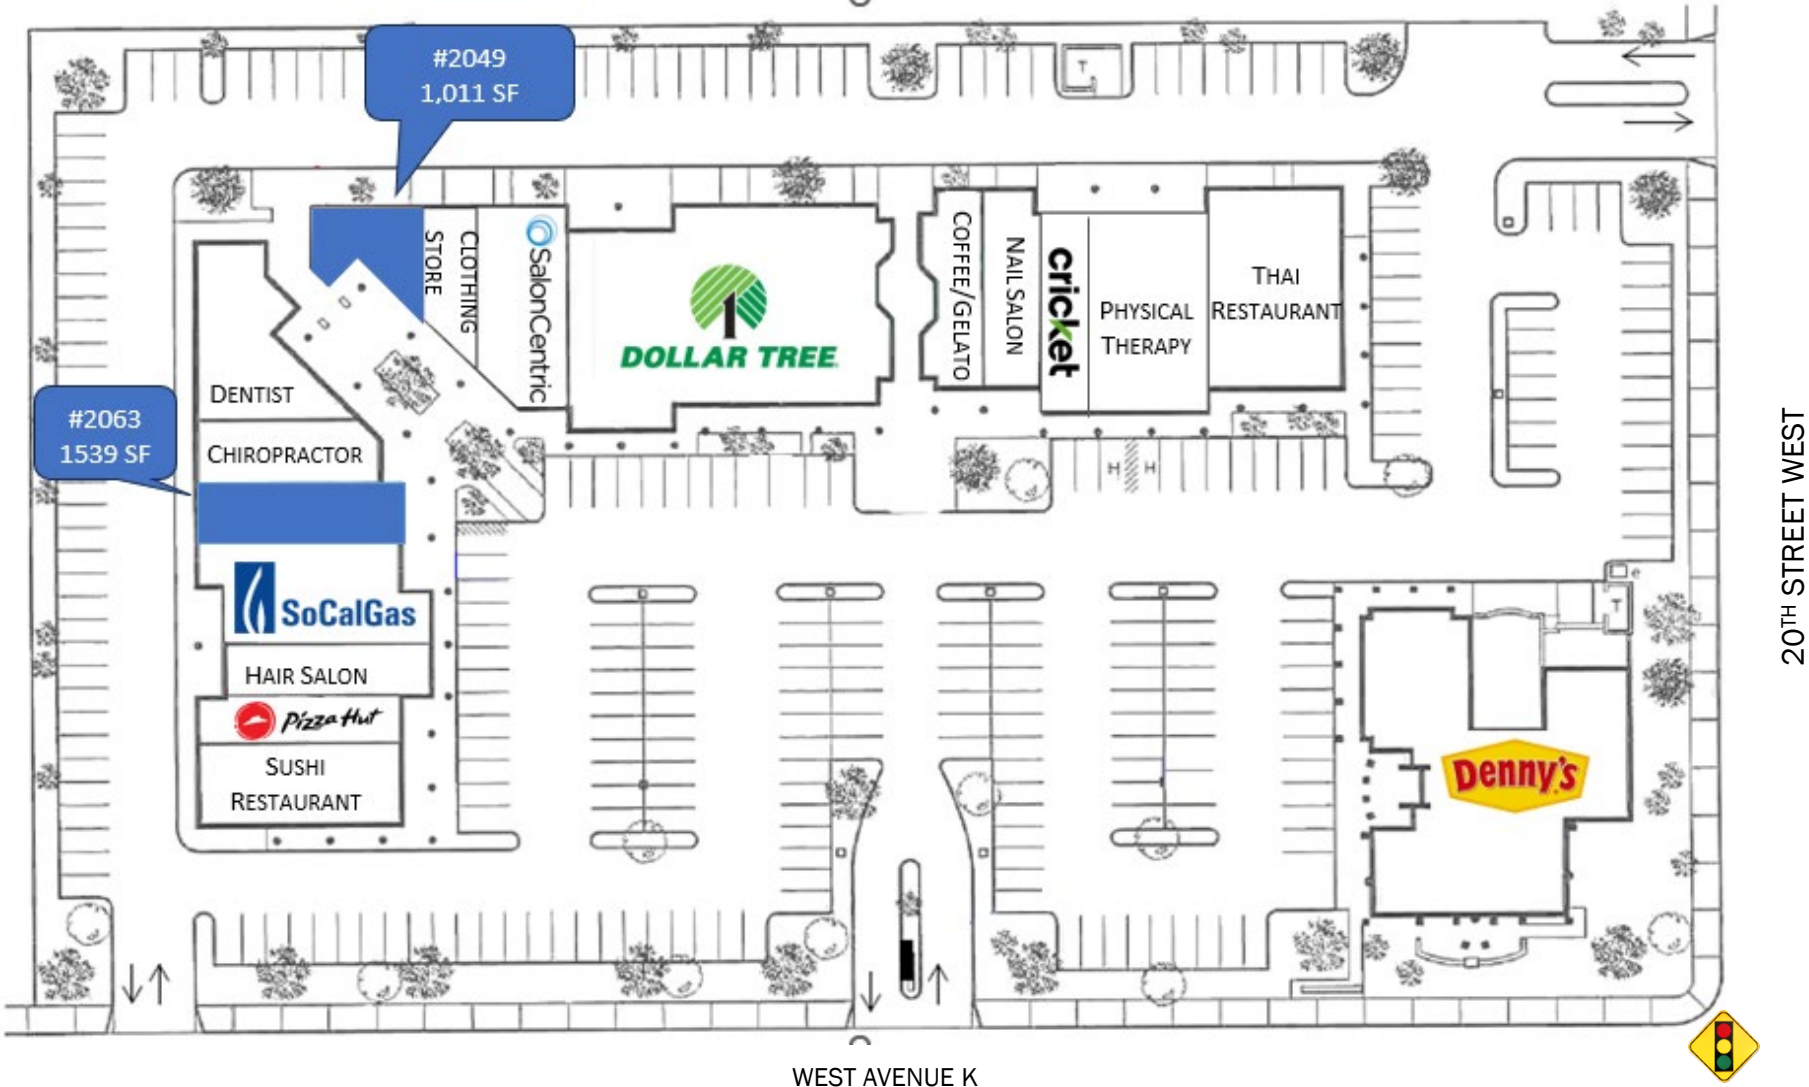 #2049
1,011 SF
T
CLOTHING
STORE
SalonCentric
DOLLAR TREE
COFFEE/GELATO
NAIL SALON
cricket
PHYSICAL
THERAPY
THAI
RESTAURANT
DENTIST
#2063
1539 SF
CHIROPRACTOR
H H
SoCalGas
HAIR SALON
Pizza Hut
SUSHI
RESTAURANT
e
T
Denny's
20TH STREET WEST
WEST AVENUE K